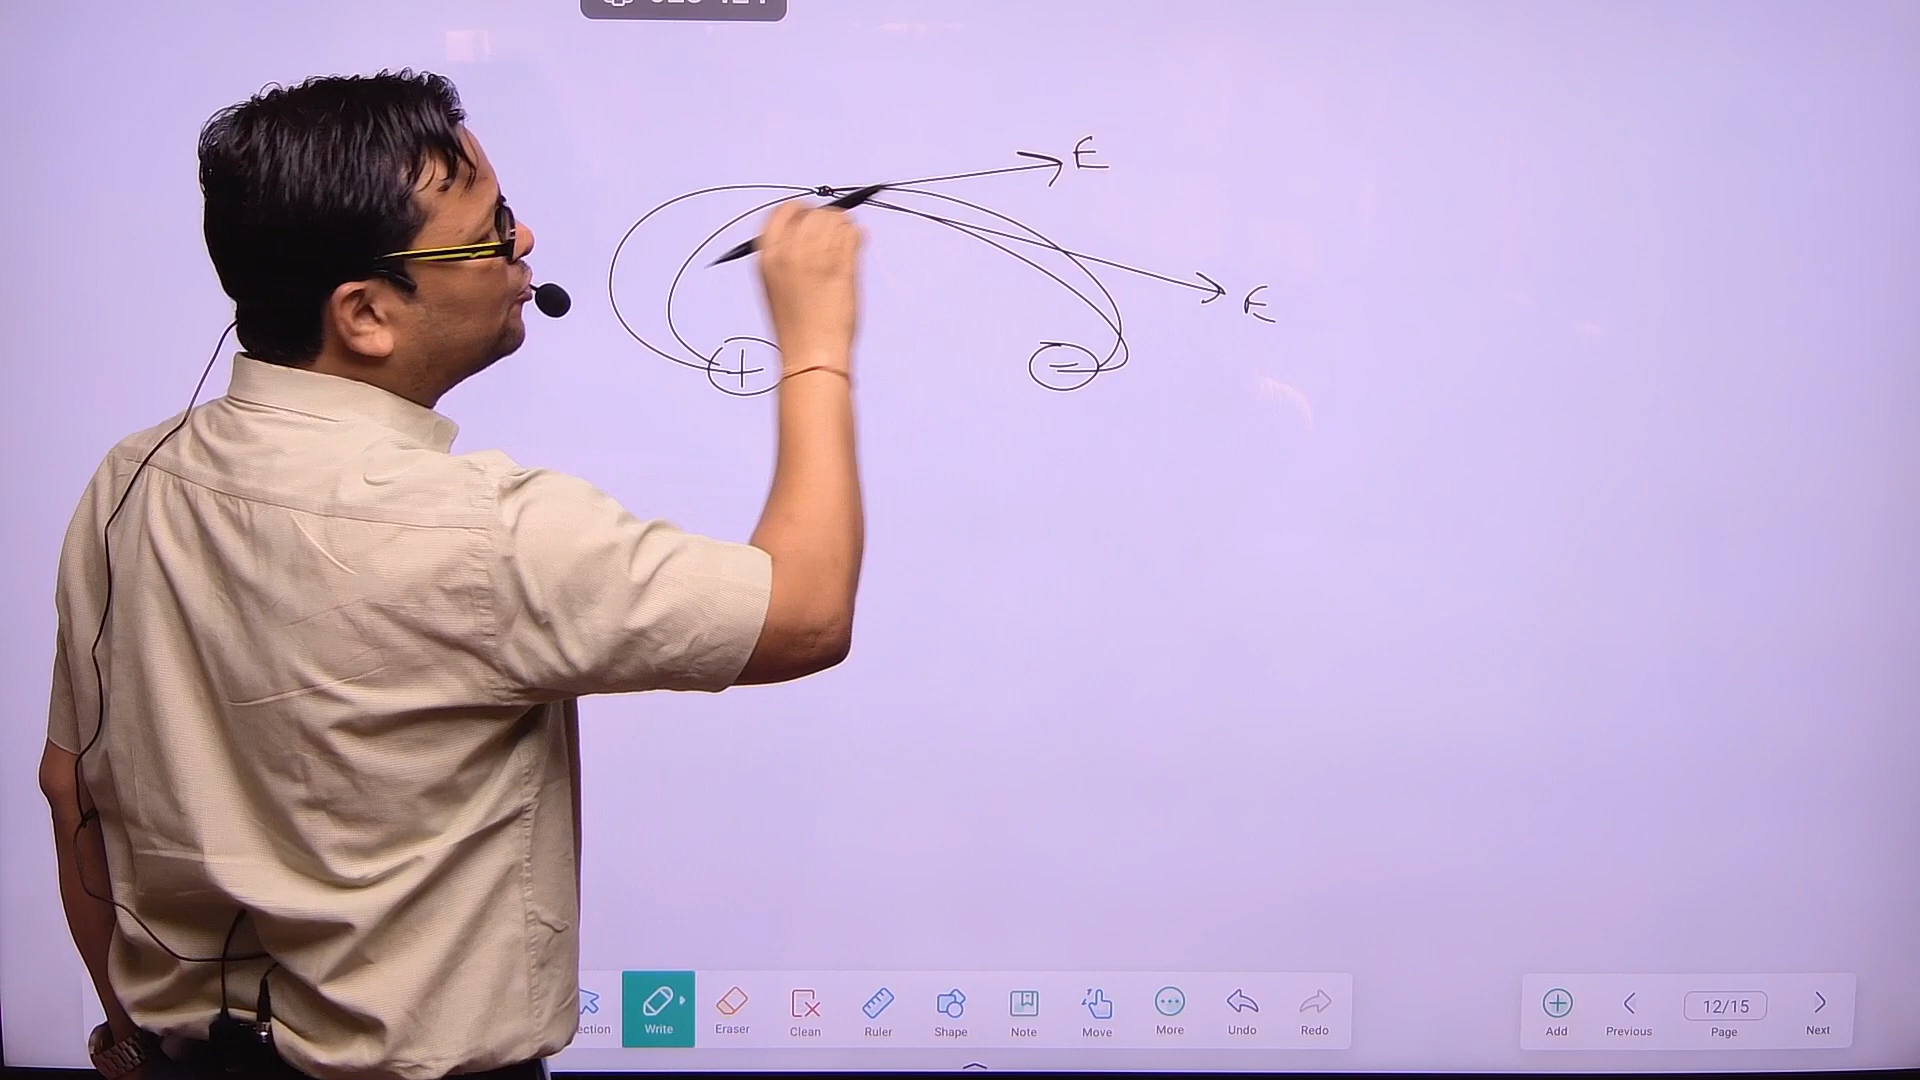 E
E
+
−
Write
Eraser
Clean
Ruler
Shape
Note
Move
More
Undo
Redo
Add
Previous
12/15
Page
Next